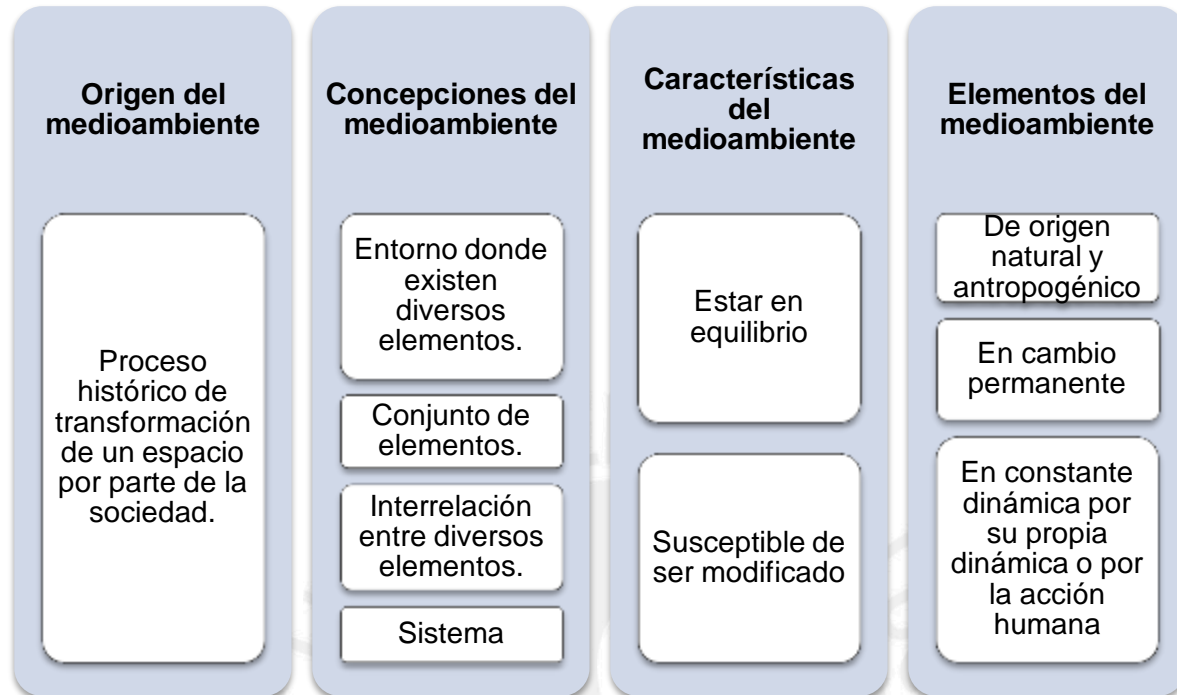 Origen del
medioambiente
Proceso
histórico de
transformación
de un espacio
por parte de la
sociedad.
Concepciones del
medioambiente
Entorno donde
existen
diversos
elementos.
Conjunto de
elementos.
Interrelación
entre diversos
elementos.
Sistema
Características
del
medioambiente
Estar en
equilibrio
Susceptible de
ser modificado
Elementos del
medioambiente
De origen
natural y
antropogénico
En cambio
permanente
En constante
dinámica por
su propia
dinámica o por
la acción
humana